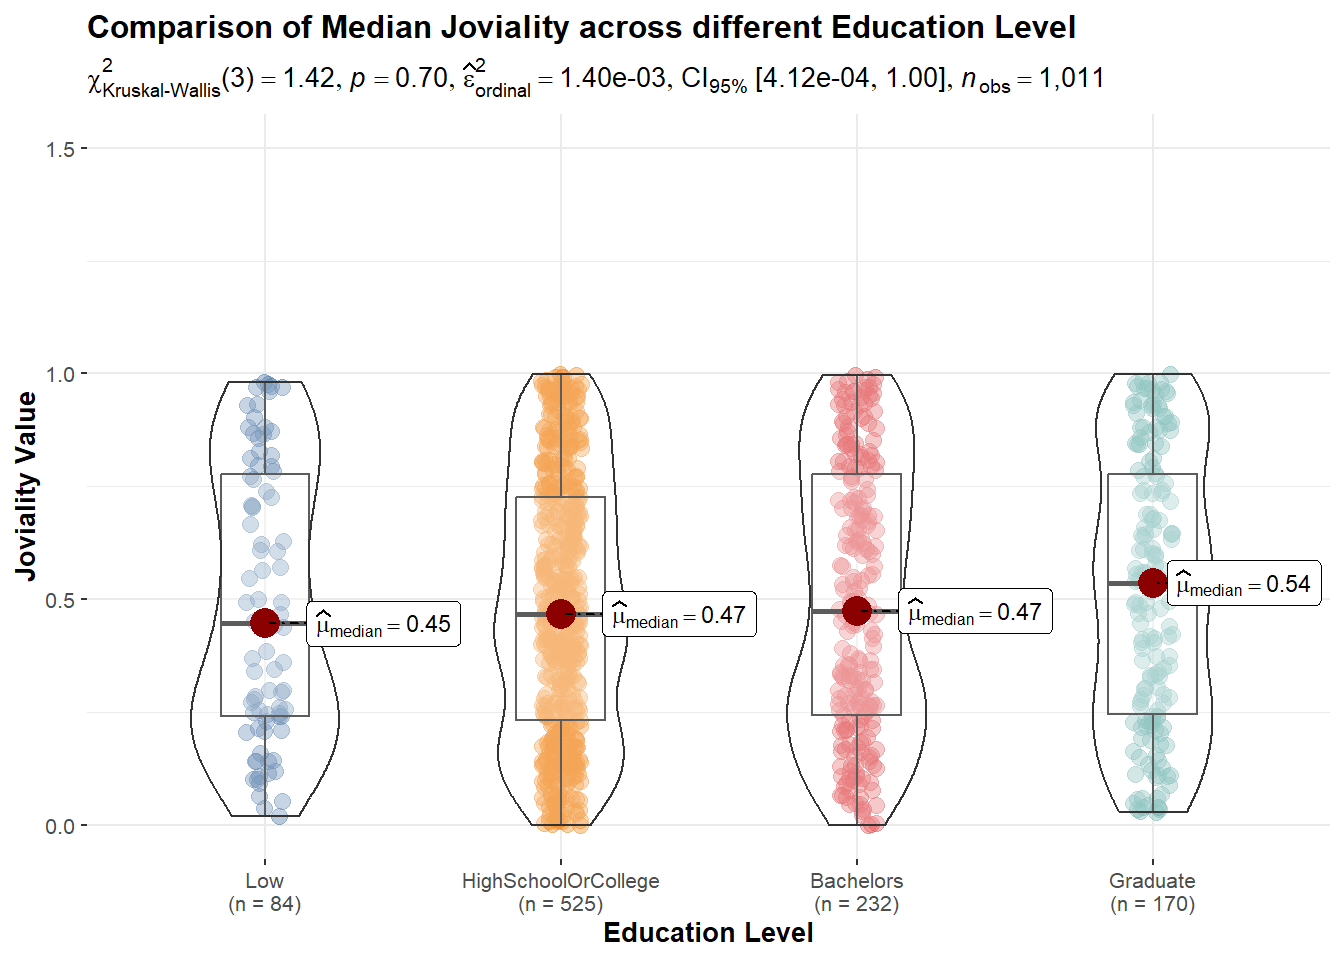 Comparison of Median Joviality across different Education Level
χ²Kruskal-Wallis(3) = 1.42, p = 0.70, ε̂²ordinal = 1.40e-03, CI95% [4.12e-04, 1.00], nobs = 1,011
1.5
1.0
0.5
0.0
Joviality Value
μ̂median = 0.45
μ̂median = 0.47
μ̂median = 0.47
μ̂median = 0.54
Low
(n = 84)
HighSchoolOrCollege
(n = 525)
Bachelors
(n = 232)
Graduate
(n = 170)
Education Level